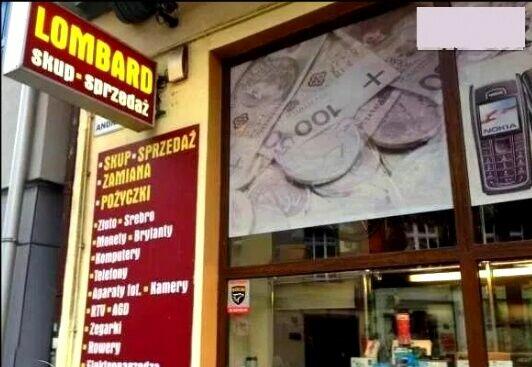 LOMBARD
skup • sprzedaż
• SKUP • SPRZEDAŻ
• ZAMIANA
• POŻYCZKI
• Złoto • Srebro
• Monety • Brylanty
• Komputery
• Telefony
• Aparaty fot. • Kamery
• RTV • AGD
• Zegarki
• Rowery
• Elektronarzędzia
100
NOKIA